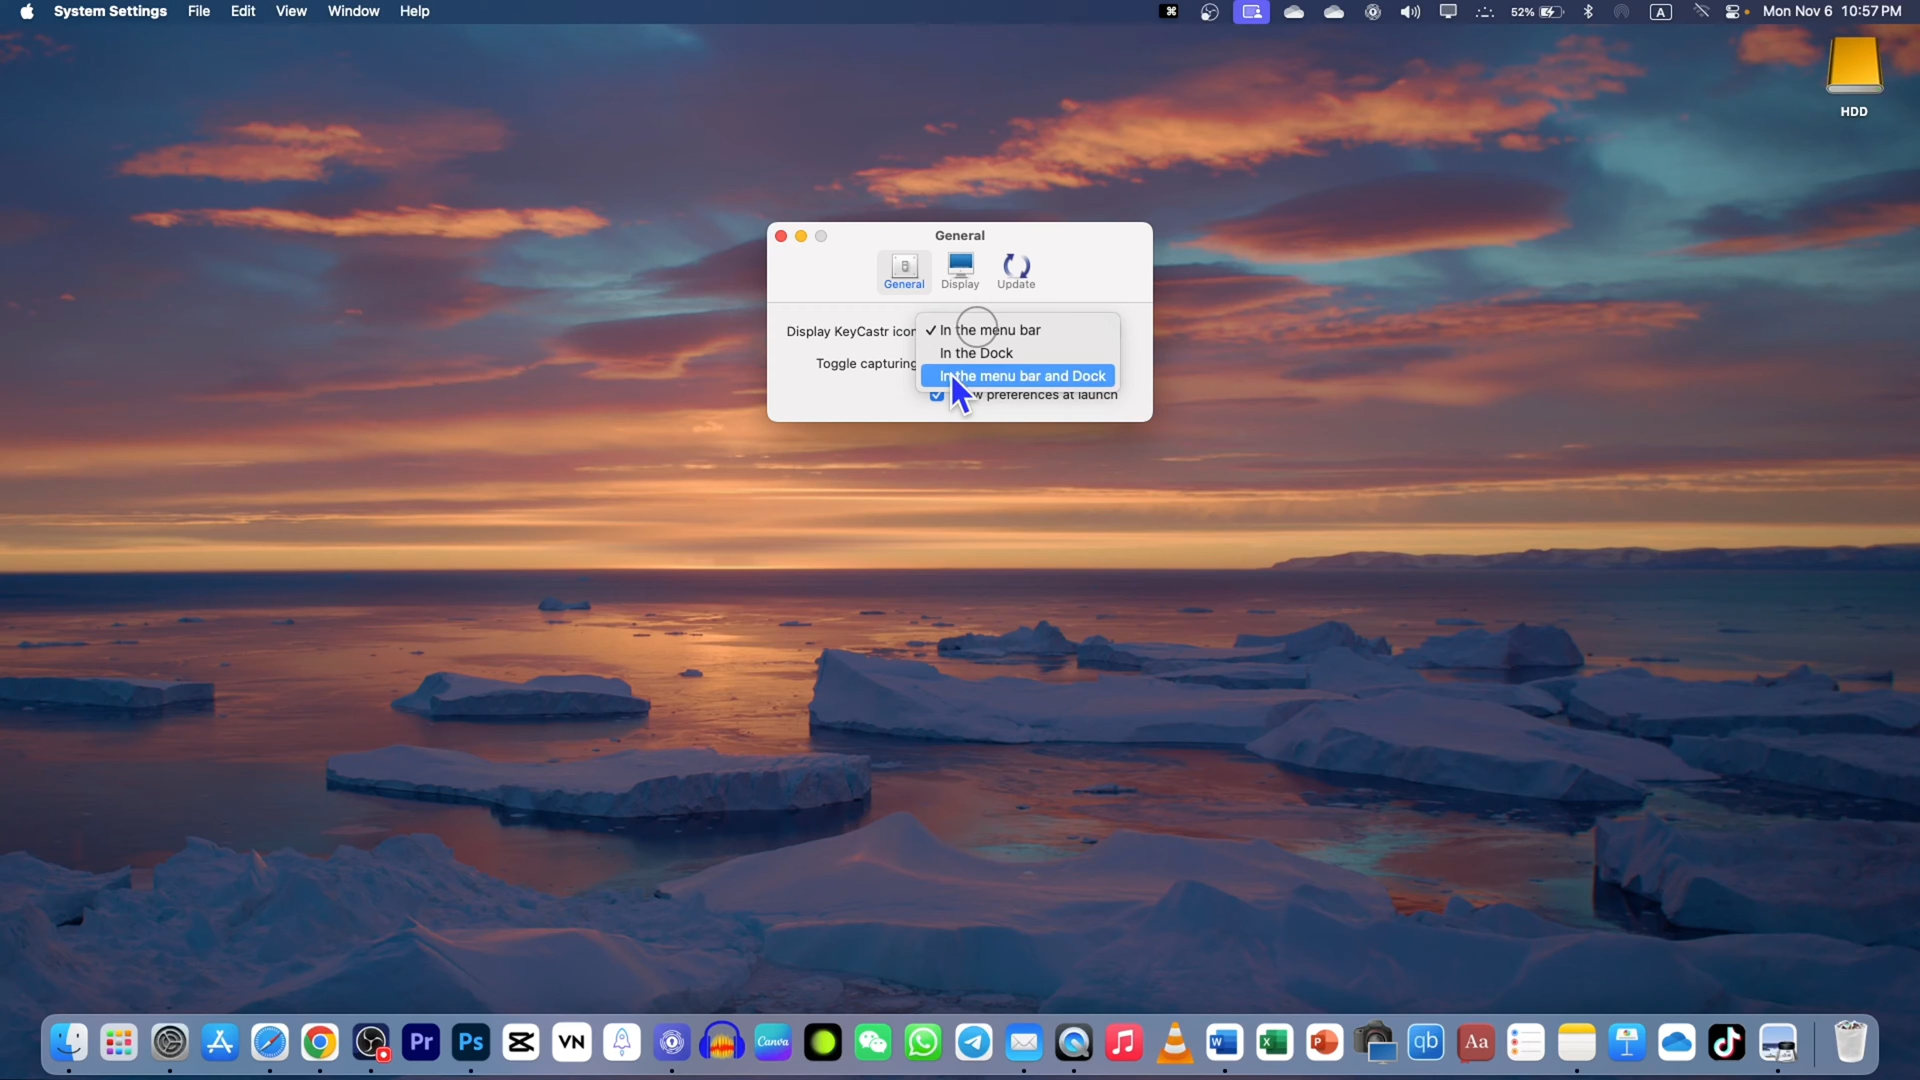 System Settings File Edit View Window Help
52%
A
Mon Nov 6 10:57 PM
HDD
General
General Display Update
Display KeyCastr icon
✓ In the menu bar
In the Dock
Toggle capturing
In the menu bar and Dock
preferences at launch
Pr Ps VN Canva W X P qb Aa